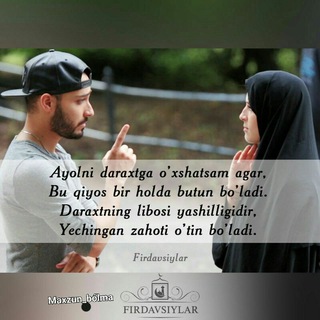 Ayolni daraxtga o'xshatsam agar,
Bu qiyos bir holda butun bo'ladi.
Daraxtning libosi yashilligidir,
Yechingan zahoti o'tin bo'ladi.
Firdavsiylar
Maxzun_bo'lma
FIRDAVSIYLAR